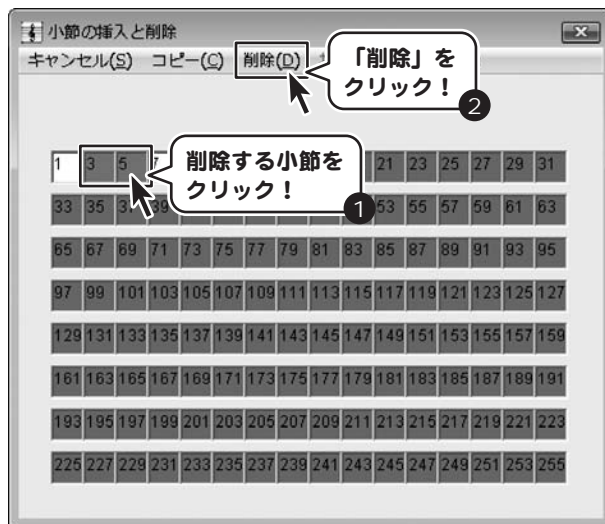 小節の挿入と削除
キャンセル(S) コピー(C) 削除(D)
「削除」を
クリック！
2
1 3 5 7 21 23 25 27 29 31
削除する小節を
クリック！
1
33 35 37 39 53 55 57 59 61 63
65 67 69 71 73 75 77 79 81 83 85 87 89 91 93 95
97 99 101 103 105 107 109 111 113 115 117 119 121 123 125 127
129 131 133 135 137 139 141 143 145 147 149 151 153 155 157 159
161 163 165 167 169 171 173 175 177 179 181 183 185 187 189 191
193 195 197 199 201 203 205 207 209 211 213 215 217 219 221 223
225 227 229 231 233 235 237 239 241 243 245 247 249 251 253 255